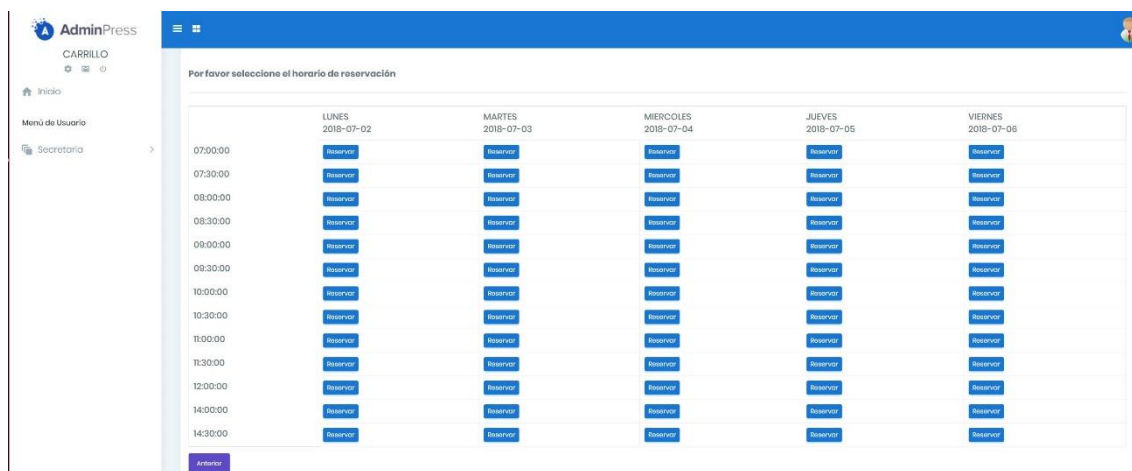 AdminPress
CARRILLO
Inicio
Menú de Usuario
Secretaria
Por favor seleccione el horario de reservación
LUNES MARTES MIERCOLES JUEVES VIERNES
2018-07-02 2018-07-03 2018-07-04 2018-07-05 2018-07-06
07:00:00 Reservar Reservar Reservar Reservar Reservar
07:30:00 Reservar Reservar Reservar Reservar Reservar
08:00:00 Reservar Reservar Reservar Reservar Reservar
08:30:00 Reservar Reservar Reservar Reservar Reservar
09:00:00 Reservar Reservar Reservar Reservar Reservar
09:30:00 Reservar Reservar Reservar Reservar Reservar
10:00:00 Reservar Reservar Reservar Reservar Reservar
10:30:00 Reservar Reservar Reservar Reservar Reservar
11:00:00 Reservar Reservar Reservar Reservar Reservar
11:30:00 Reservar Reservar Reservar Reservar Reservar
12:00:00 Reservar Reservar Reservar Reservar Reservar
14:00:00 Reservar Reservar Reservar Reservar Reservar
14:30:00 Reservar Reservar Reservar Reservar Reservar
Anterior